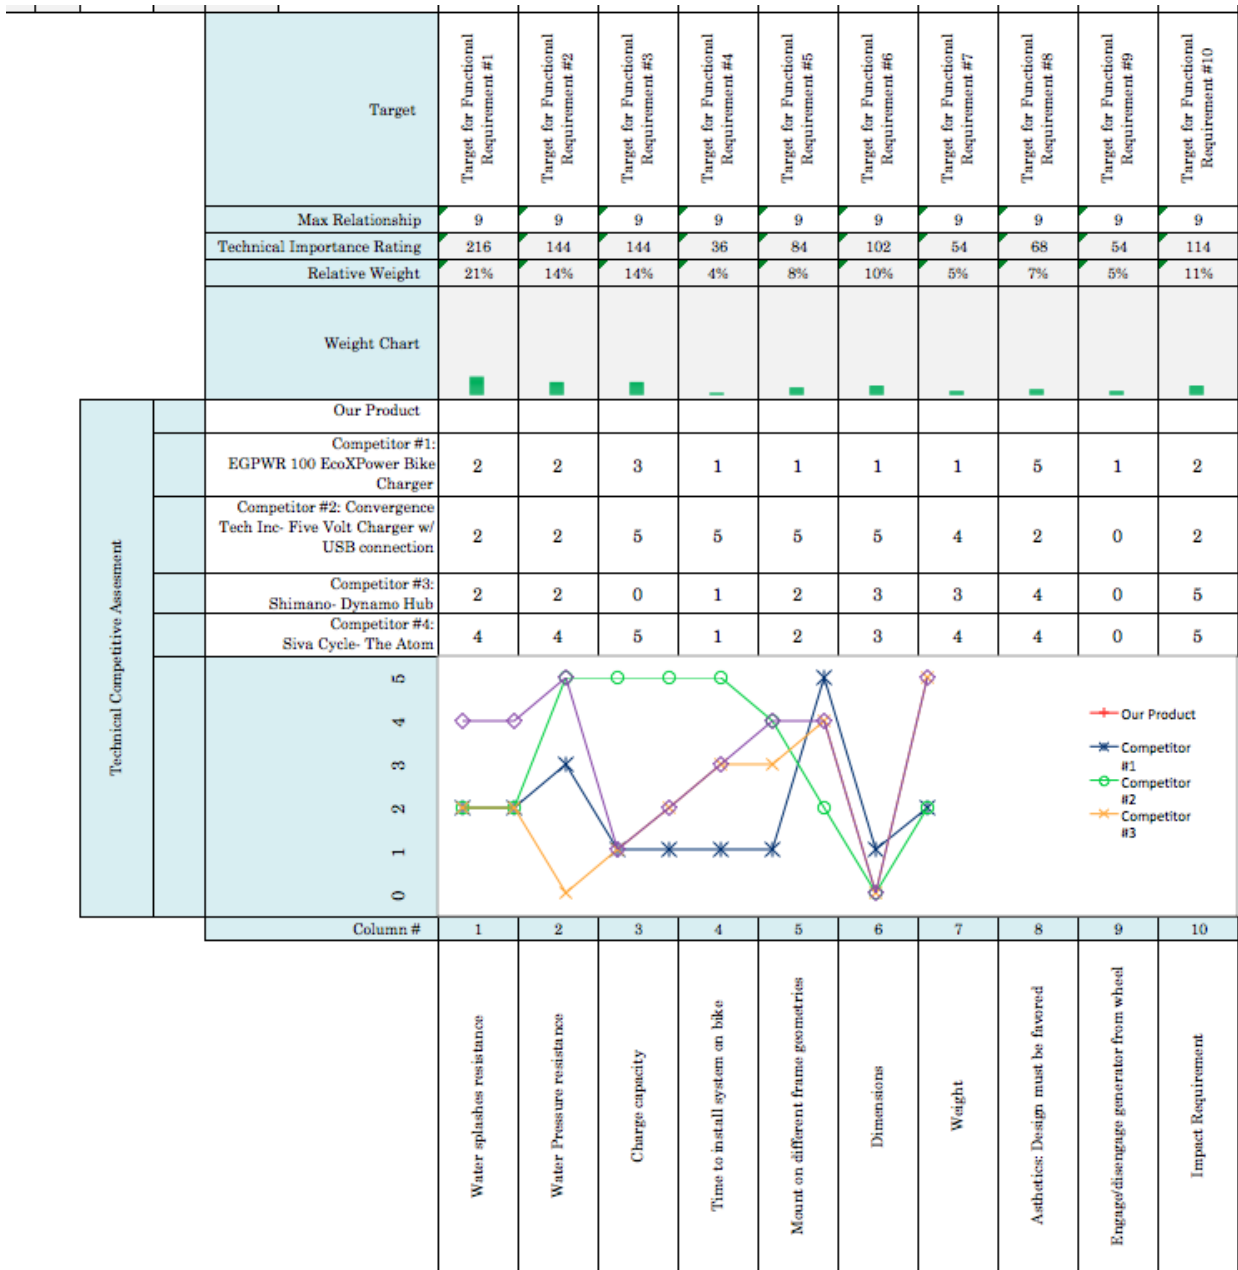 Target
Target for Functional
Requirement #1
Target for Functional
Requirement #2
Target for Functional
Requirement #3
Target for Functional
Requirement #4
Target for Functional
Requirement #5
Target for Functional
Requirement #6
Target for Functional
Requirement #7
Target for Functional
Requirement #8
Target for Functional
Requirement #9
Target for Functional
Requirement #10
Max Relationship 9 9 9 9 9 9 9 9 9 9
Technical Importance Rating 216 144 144 36 84 102 54 68 54 114
Relative Weight 21% 14% 14% 4% 8% 10% 5% 7% 5% 11%
Weight Chart
Technical Competitive Assesment
Our Product
Competitor #1:
EGPWR 100 EcoXPower Bike
Charger
2 2 3 1 1 1 1 5 1 2
Competitor #2: Convergence
Tech Inc- Five Volt Charger w/
USB connection
2 2 5 5 5 5 4 2 0 2
Competitor #3:
Shimano- Dynamo Hub
2 2 0 1 2 3 3 4 0 5
Competitor #4:
Siva Cycle- The Atom
4 4 5 1 2 3 4 4 0 5
5
4
3
2
1
0
Our Product
Competitor
#1
Competitor
#2
Competitor
#3
Column # 1 2 3 4 5 6 7 8 9 10
Water splashes resistance
Water Pressure resistance
Charge capacity
Time to install system on bike
Mount on different frame geometries
Dimensions
Weight
Asthetics: Design must be favored
Engage/disengage generator from wheel
Impact Requirement